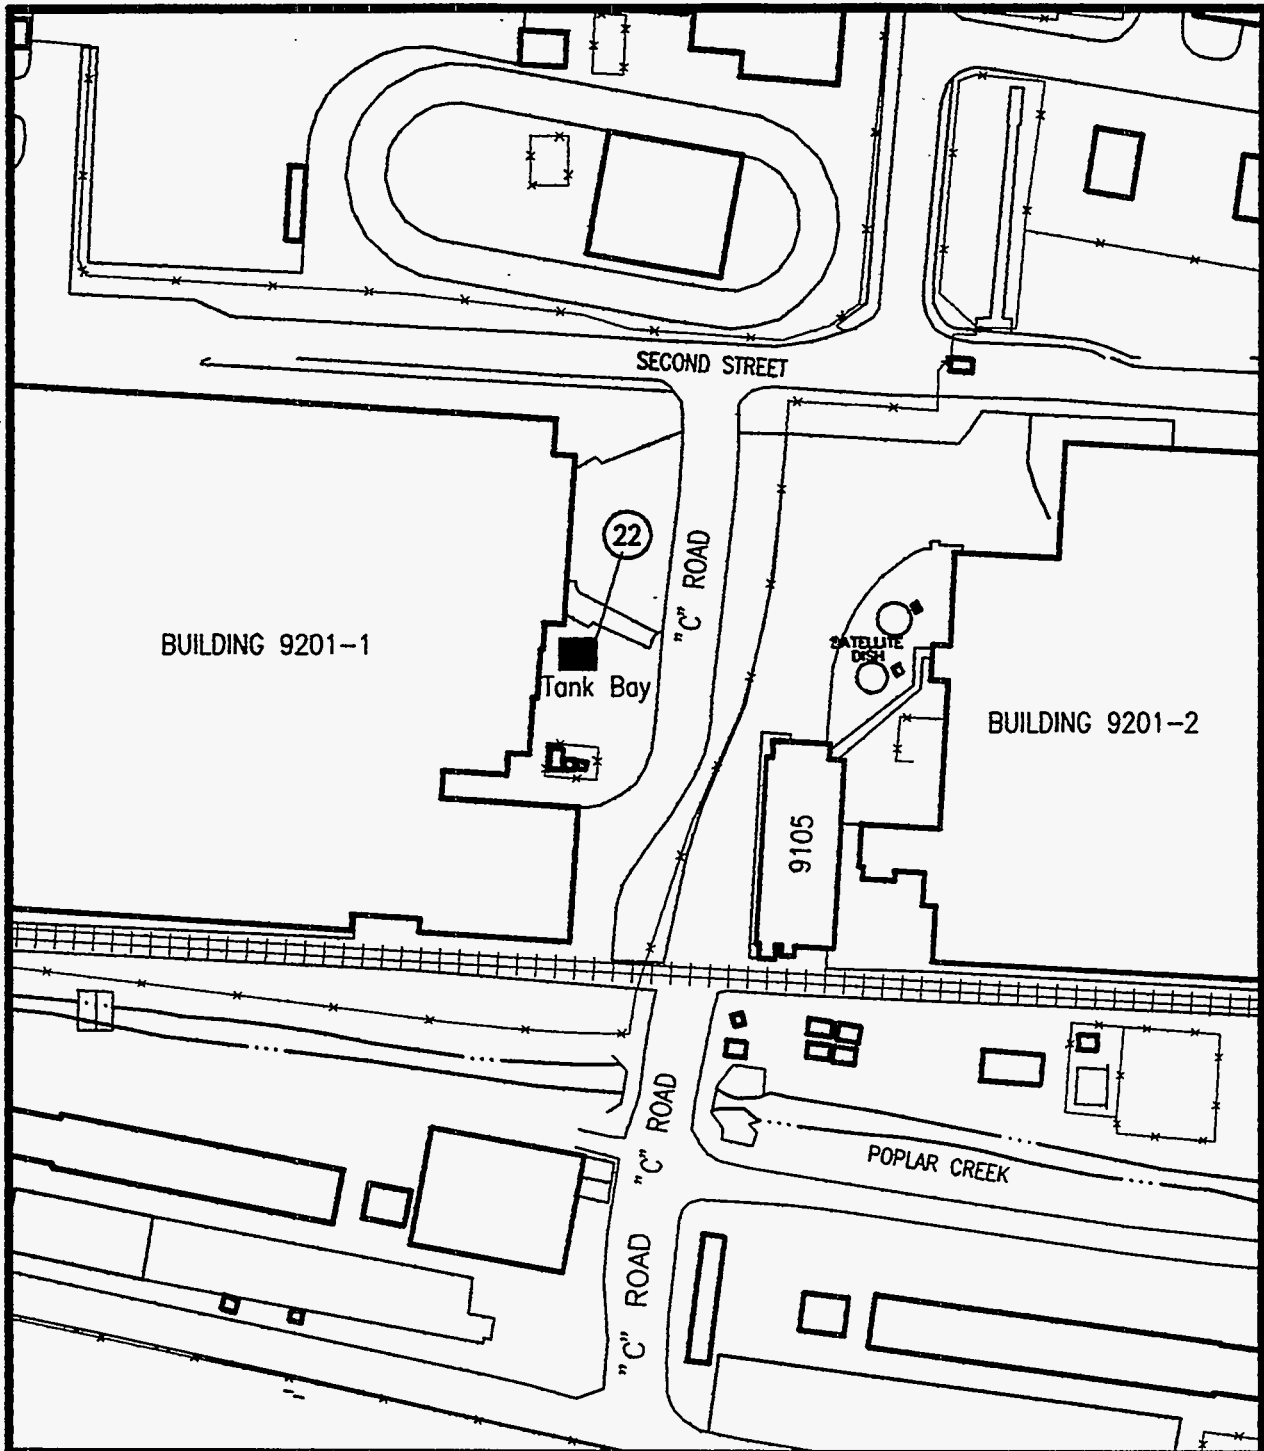 SECOND STREET
22
"C" ROAD
BUILDING 9201-1
SATELLITE
DISH
Tank Bay
BUILDING 9201-2
9105
"C" ROAD
POPLAR CREEK
"C" ROAD